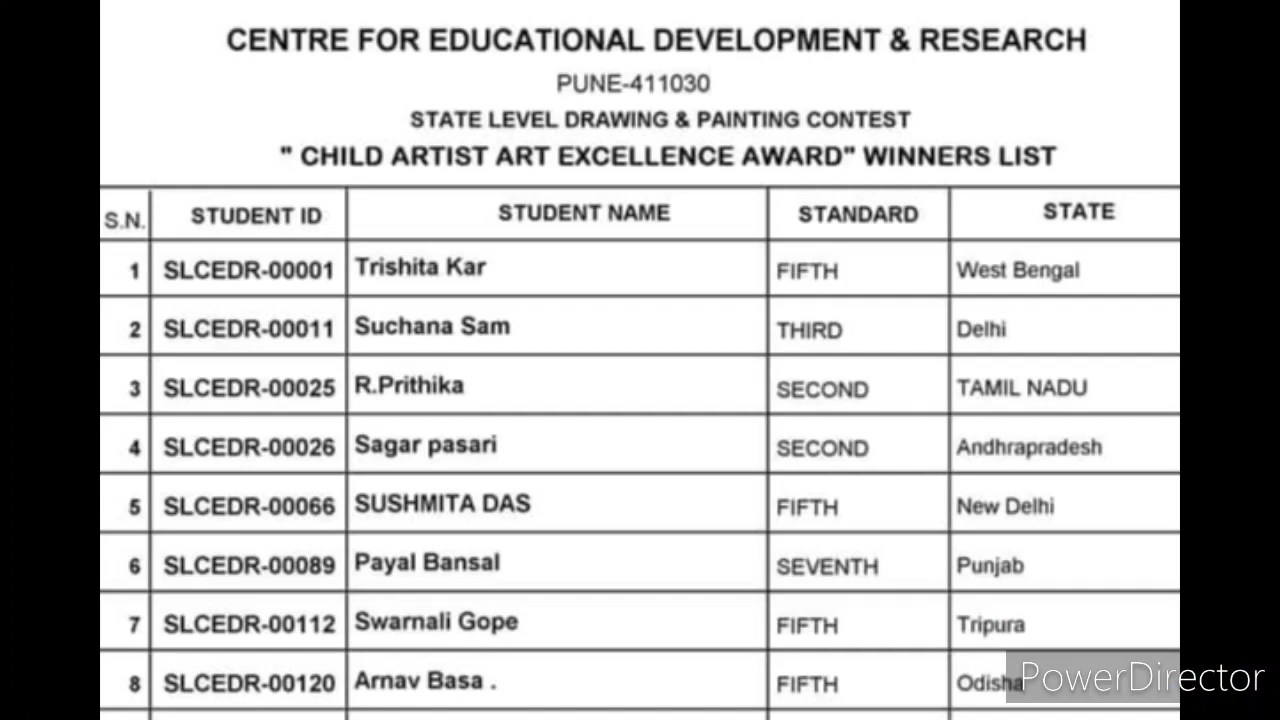 CENTRE FOR EDUCATIONAL DEVELOPMENT & RESEARCH
PUNE-411030
STATE LEVEL DRAWING & PAINTING CONTEST
" CHILD ARTIST ART EXCELLENCE AWARD" WINNERS LIST
S.N. STUDENT ID STUDENT NAME STANDARD STATE
1 SLCEDR-00001 Trishita Kar FIFTH West Bengal
2 SLCEDR-00011 Suchana Sam THIRD Delhi
3 SLCEDR-00025 R.Prithika SECOND TAMIL NADU
4 SLCEDR-00026 Sagar pasari SECOND Andhrapradesh
5 SLCEDR-00066 SUSHMITA DAS FIFTH New Delhi
6 SLCEDR-00089 Payal Bansal SEVENTH Punjab
7 SLCEDR-00112 Swarnali Gope FIFTH Tripura
8 SLCEDR-00120 Arnav Basa . FIFTH Odisha
PowerDirector